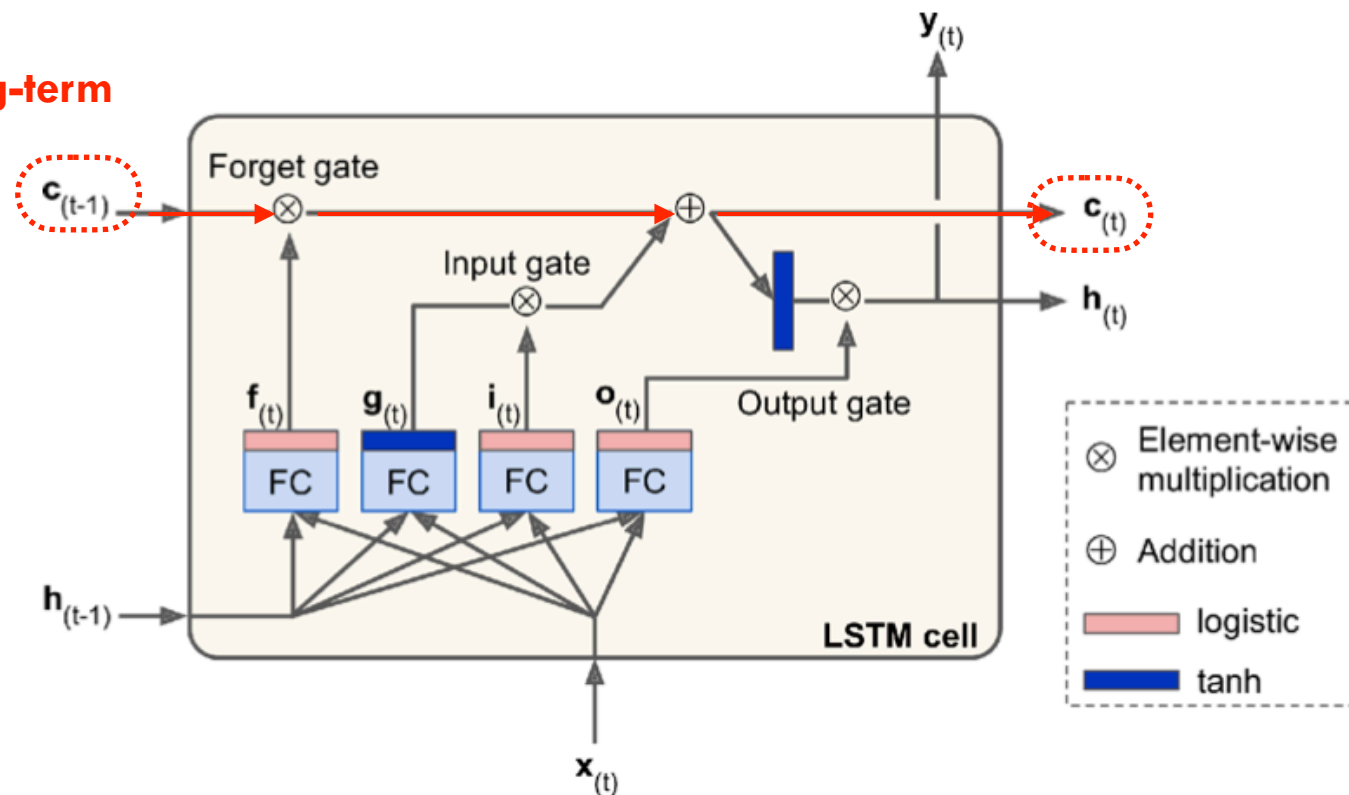 y(t)
g-term
Forget gate
c(t-1)
c(t)
Input gate
h(t)
f(t)
g(t)
i(t)
o(t)
Output gate
FC
FC
FC
FC
h(t-1)
LSTM cell
x(t)
Element-wise
multiplication
Addition
logistic
tanh